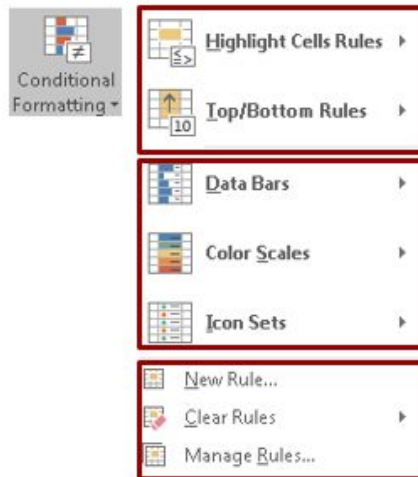 Conditional
Formatting
Highlight Cells Rules
Top/Bottom Rules
10
Data Bars
Color Scales
Icon Sets
New Rule...
Clear Rules
Manage Rules...